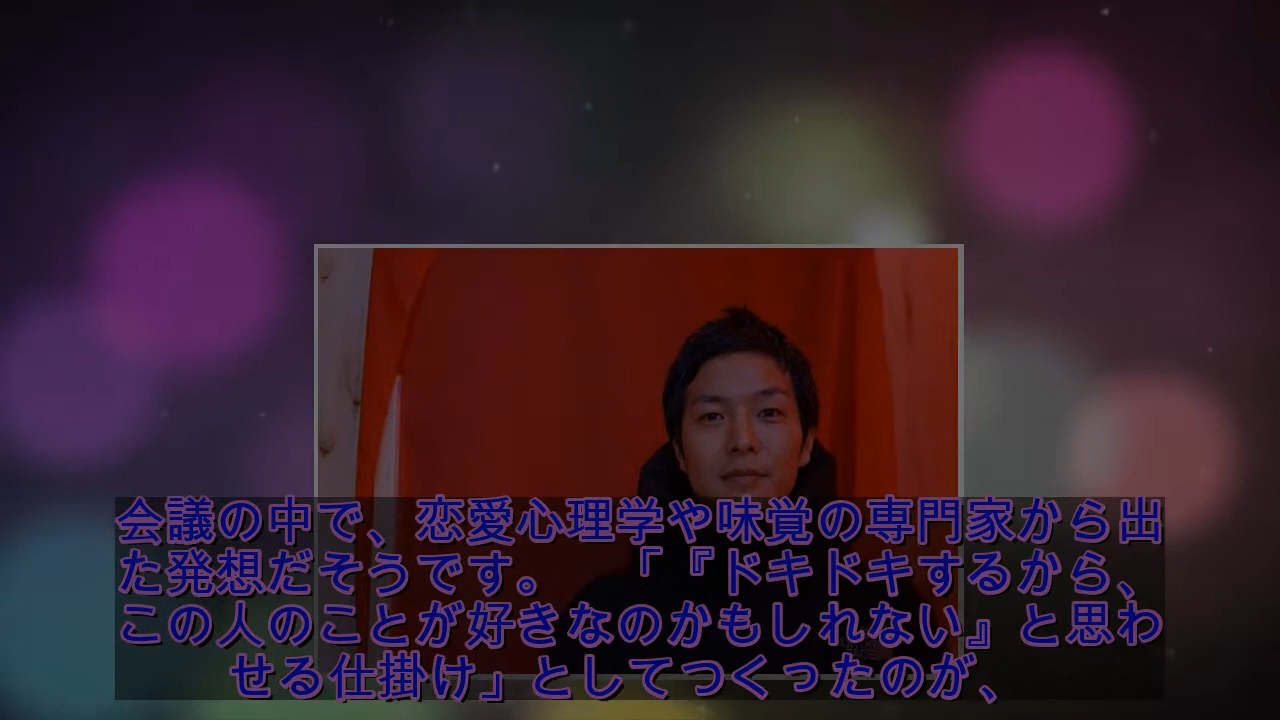 会議の中で、恋愛心理学や味覚の専門家から出
た発想だそうです。　「『ドキドキするから、
この人のことが好きなのかもしれない』と思わ
せる仕掛け」としてつくったのが、